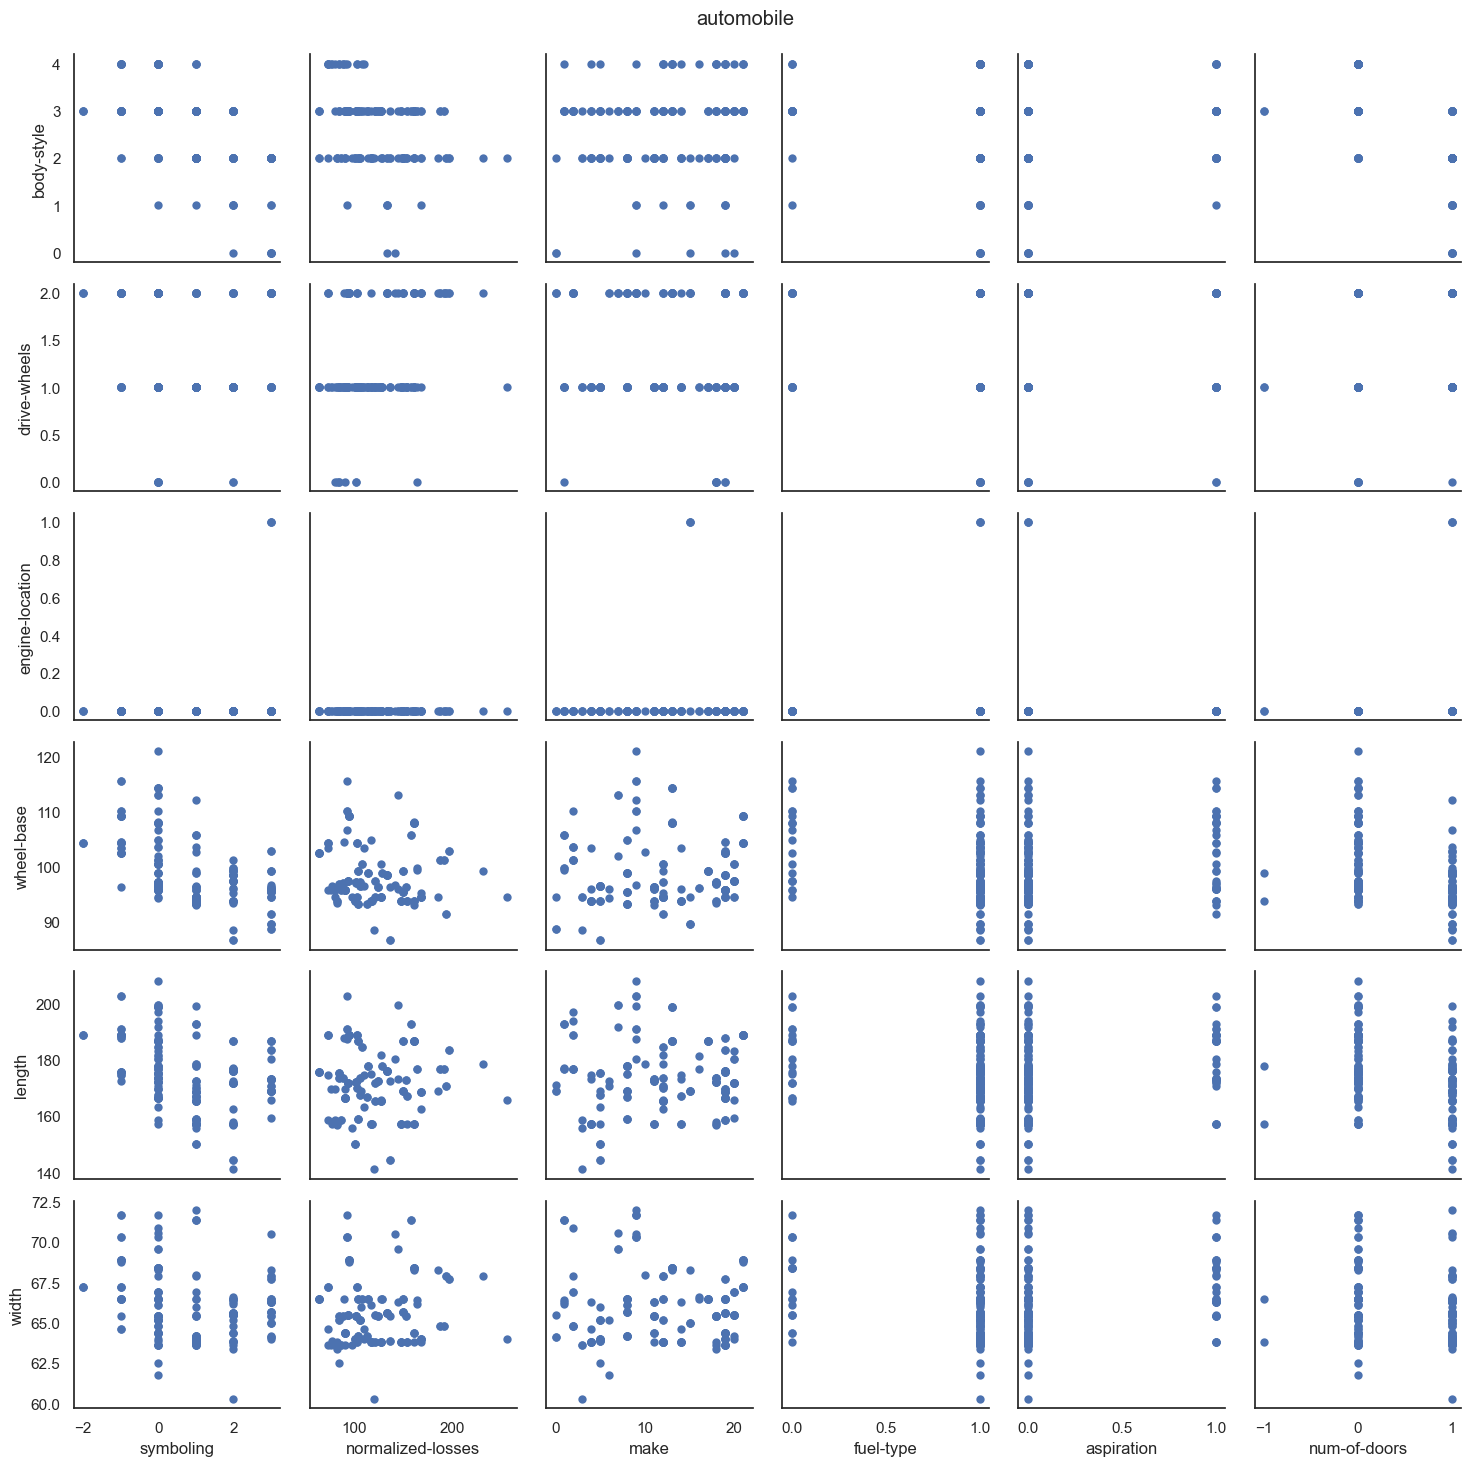 automobile
body-style
4
3
2
1
0
drive-wheels
2.0
1.5
1.0
0.5
0.0
engine-location
1.0
0.8
0.6
0.4
0.2
0.0
wheel-base
120
110
100
90
length
200
180
160
140
width
72.5
70.0
67.5
65.0
62.5
60.0
−2 0 2
symboling
100 200
normalized-losses
0 10 20
make
0.0 0.5 1.0
fuel-type
0.0 0.5 1.0
aspiration
−1 0 1
num-of-doors